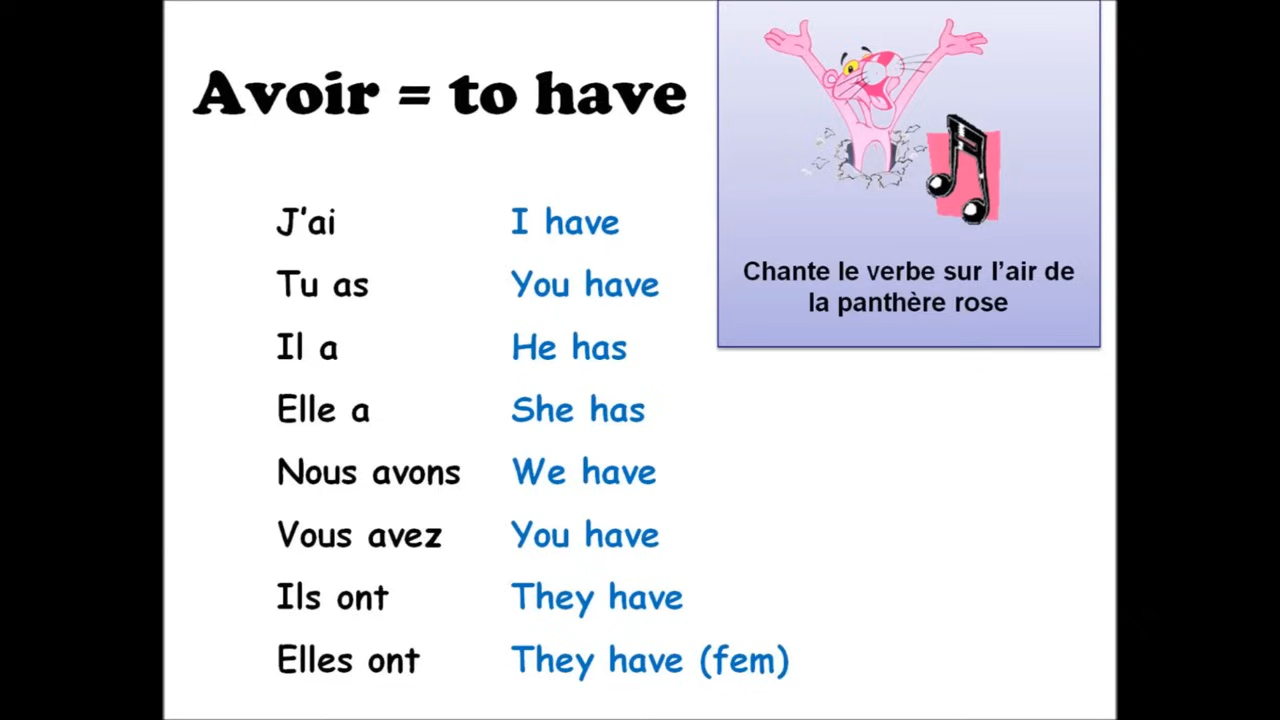 Avoir = to have
Chante le verbe sur l’air de
la panthère rose
J’ai I have
Tu as You have
Il a He has
Elle a She has
Nous avons We have
Vous avez You have
Ils ont They have
Elles ont They have (fem)